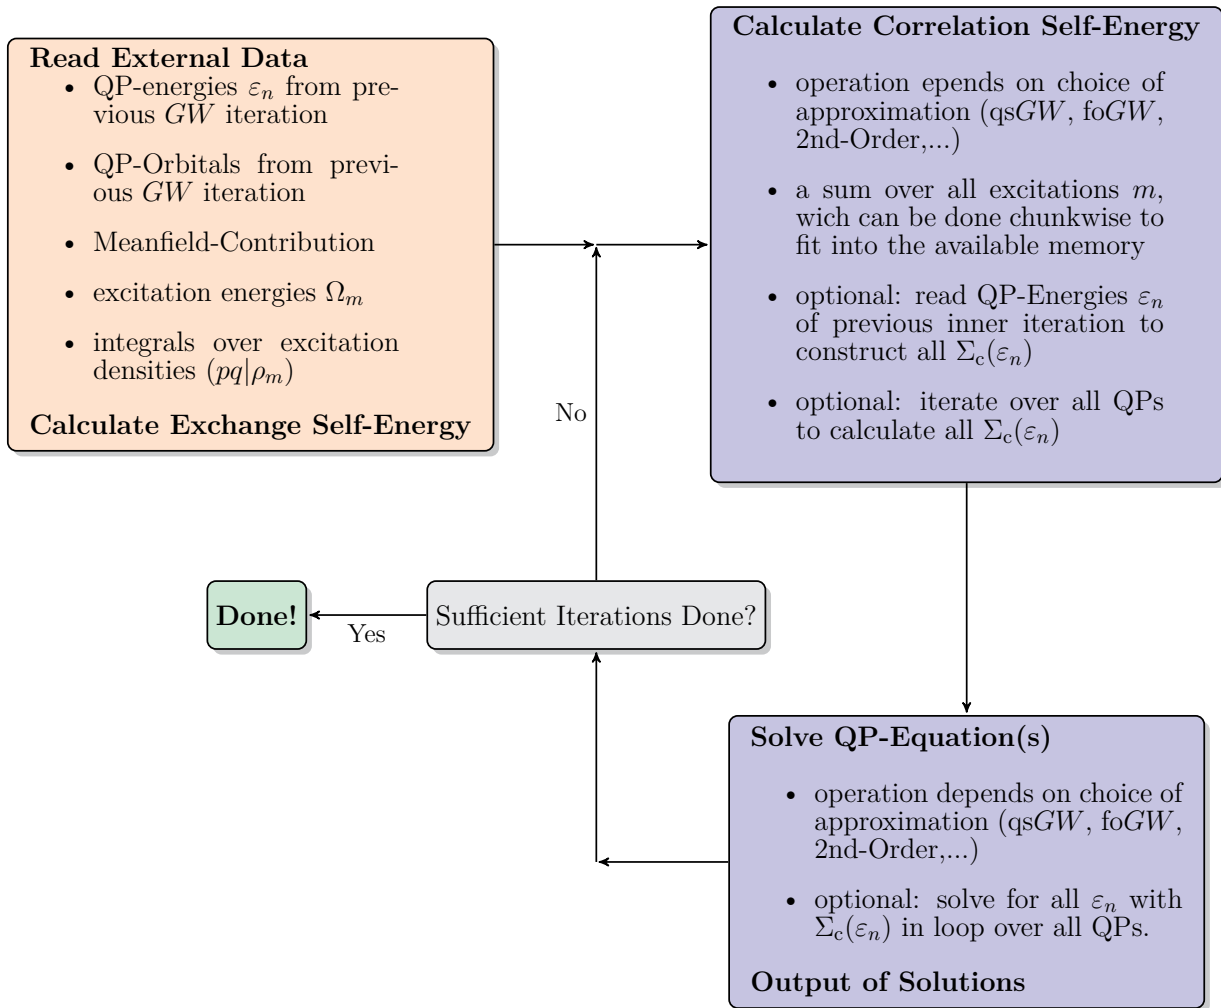 Read External Data
• QP-energies εₙ from pre-
vious GW iteration
• QP-Orbitals from previ-
ous GW iteration
• Meanfield-Contribution
• excitation energies Ωₘ
• integrals over excitation
densities (pq|ρₘ)
Calculate Exchange Self-Energy
Calculate Correlation Self-Energy
• operation epends on choice of
approximation (qsGW, foGW,
2nd-Order,...)
• a sum over all excitations m,
wich can be done chunkwise to
fit into the available memory
• optional: read QP-Energies εₙ
of previous inner iteration to
construct all Σ_c(εₙ)
• optional: iterate over all QPs
to calculate all Σ_c(εₙ)
No
Done!
Yes
Sufficient Iterations Done?
Solve QP-Equation(s)
• operation depends on choice of
approximation (qsGW, foGW,
2nd-Order,...)
• optional: solve for all εₙ with
Σ_c(εₙ) in loop over all QPs.
Output of Solutions